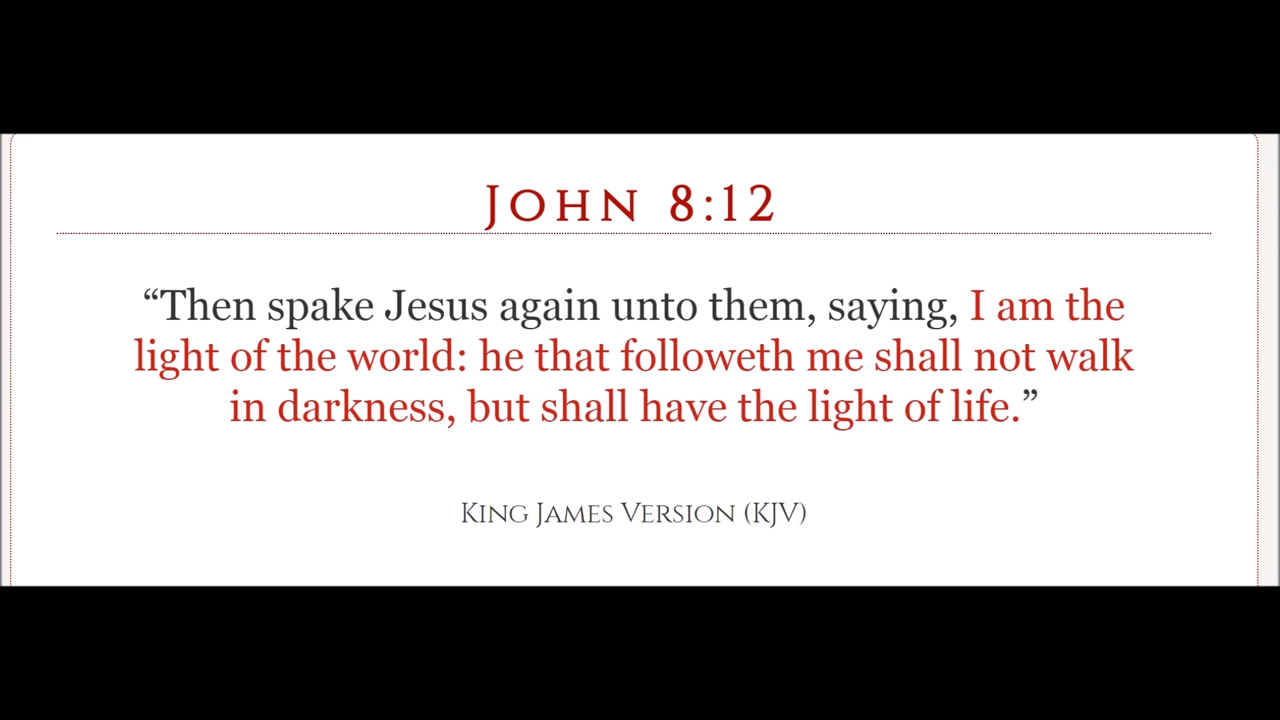 John 8:12
“Then spake Jesus again unto them, saying, I am the
light of the world: he that followeth me shall not walk
in darkness, but shall have the light of life.”
King James Version (KJV)